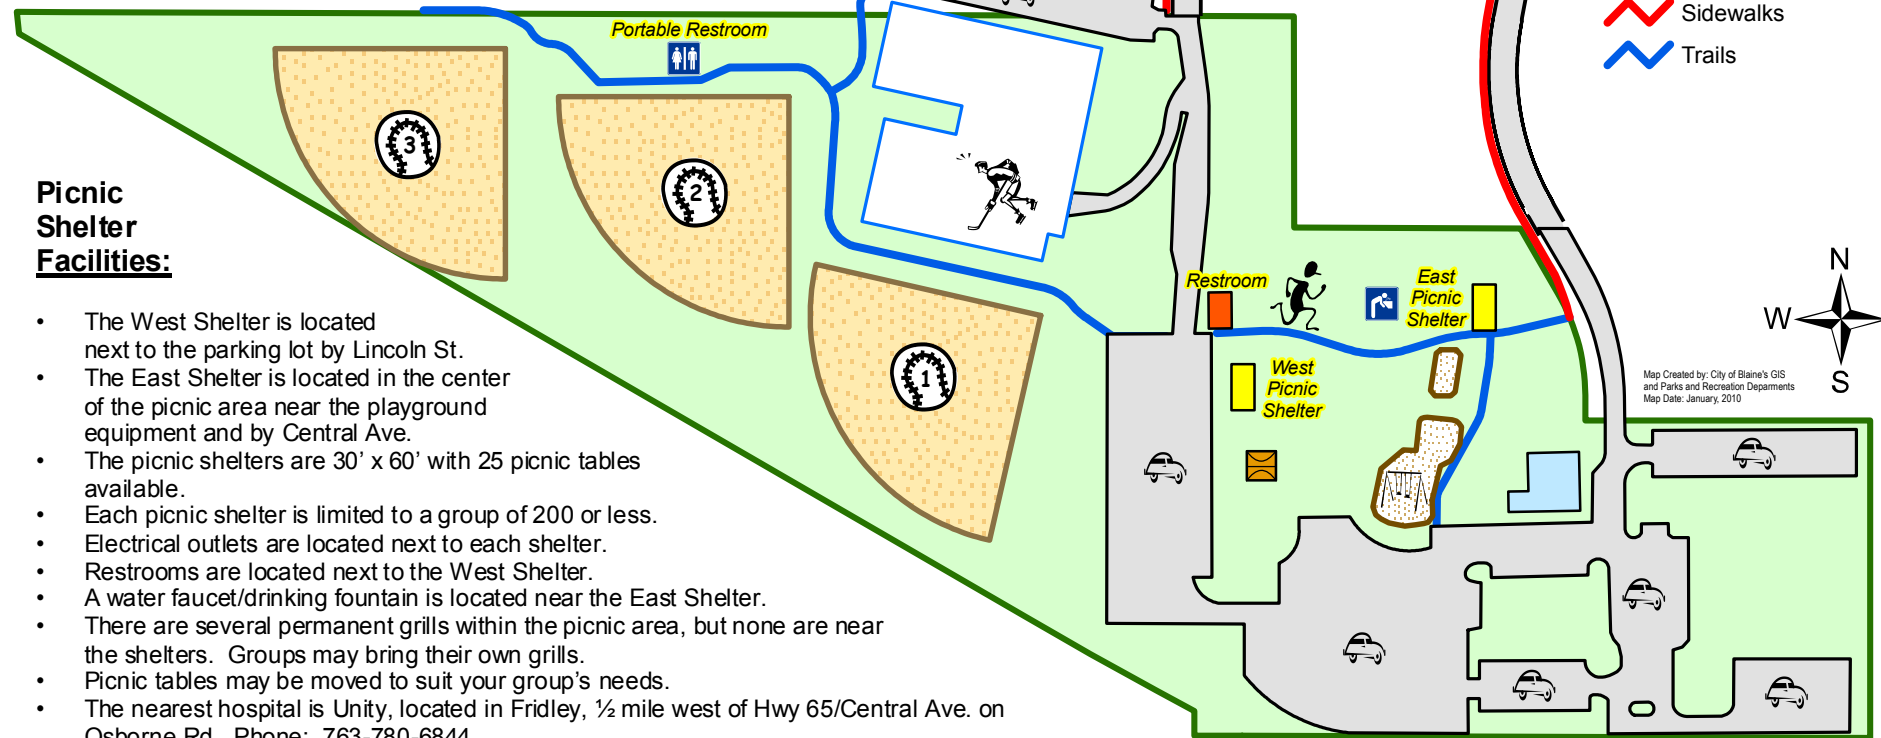 Sidewalks
Trails
Portable Restroom
3
2
1
Picnic
Shelter
Facilities:
• The West Shelter is located
next to the parking lot by Lincoln St.
• The East Shelter is located in the center
of the picnic area near the playground
equipment and by Central Ave.
• The picnic shelters are 30’ x 60’ with 25 picnic tables
available.
• Each picnic shelter is limited to a group of 200 or less.
• Electrical outlets are located next to each shelter.
• Restrooms are located next to the West Shelter.
• A water faucet/drinking fountain is located near the East Shelter.
• There are several permanent grills within the picnic area, but none are near
the shelters. Groups may bring their own grills.
• Picnic tables may be moved to suit your group’s needs.
• The nearest hospital is Unity, located in Fridley, ½ mile west of Hwy 65/Central Ave. on
Osborne Rd. Phone: 763-780-6844
Restroom
East
Picnic
Shelter
West
Picnic
Shelter
N
W
S
Map Created by: City of Blaine's GIS
and Parks and Recreation Deparments
Map Date: January, 2010